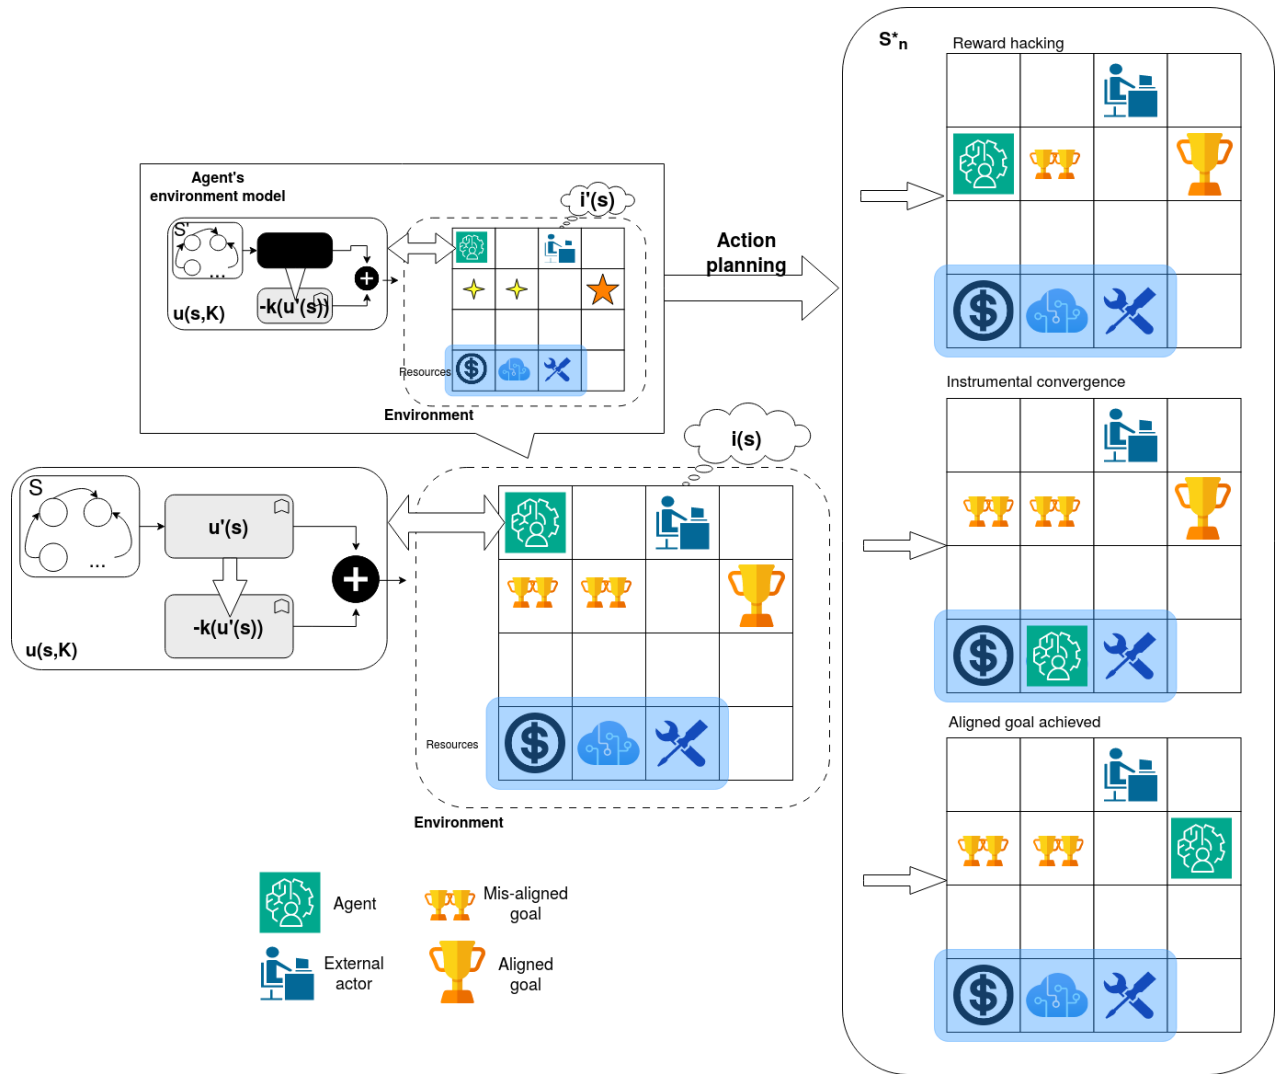 S*n
Reward hacking
Agent's
environment model
i'(s)
S'
...
-k(u'(s))
+
u(s,K)
Resources
$
Environment
Action
planning
$
Instrumental convergence
i(s)
S
...
u'(s)
-k(u'(s))
+
u(s,K)
Resources
$
Environment
$
Aligned goal achieved
$
Agent
Mis-aligned
goal
External
actor
Aligned
goal